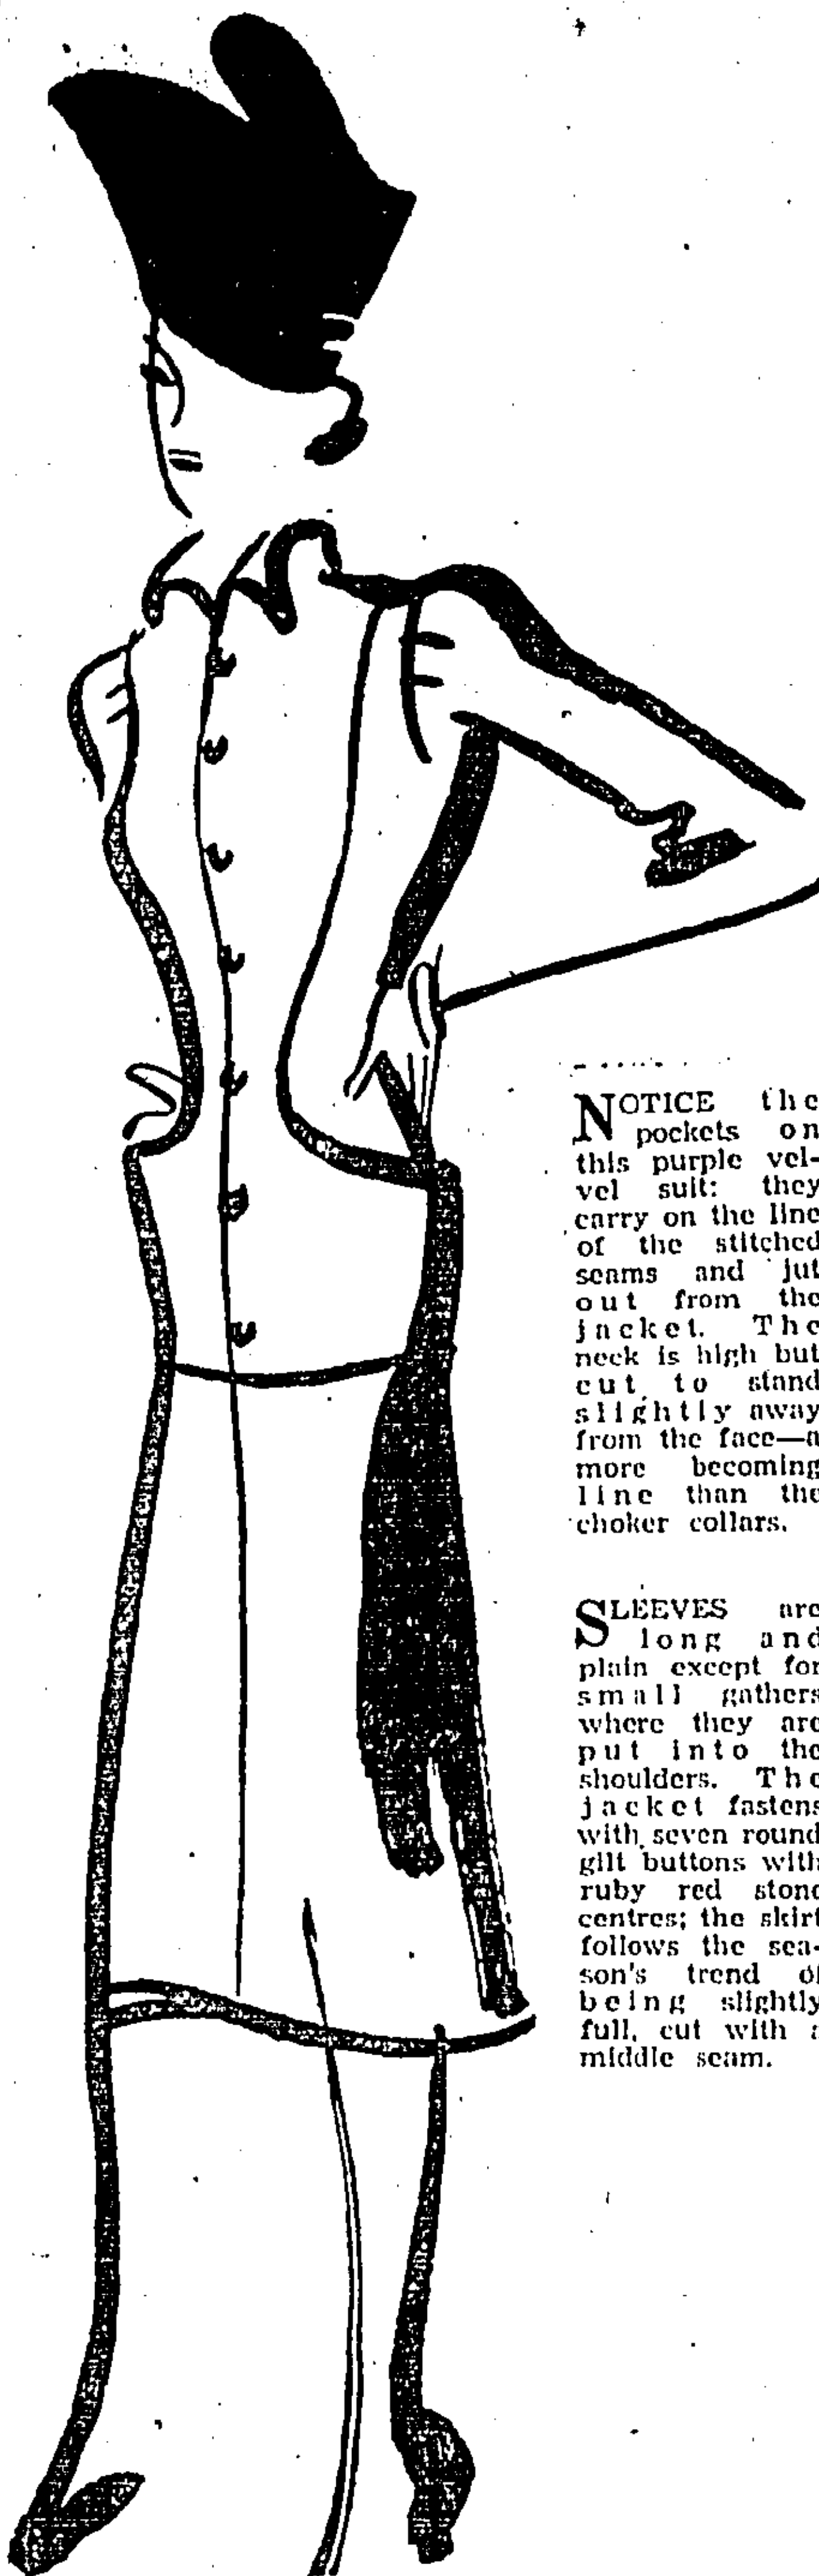 NOTICE the
pockets on
this purple vel-
vel suit: they
carry on the line
of the stitched
seams and jut
out from the
jacket. The
neck is high but
cut to stand
slightly away
from the face—a
more becoming
line than the
choker collars.
SLEEVES are
long and
plain except for
small gathers
where they are
put into the
shoulders. The
jacket fastens
with seven round
gilt buttons with
ruby red stone
centres; the skirt
follows the sea-
son's trend of
being slightly
full, cut with a
middle seam.